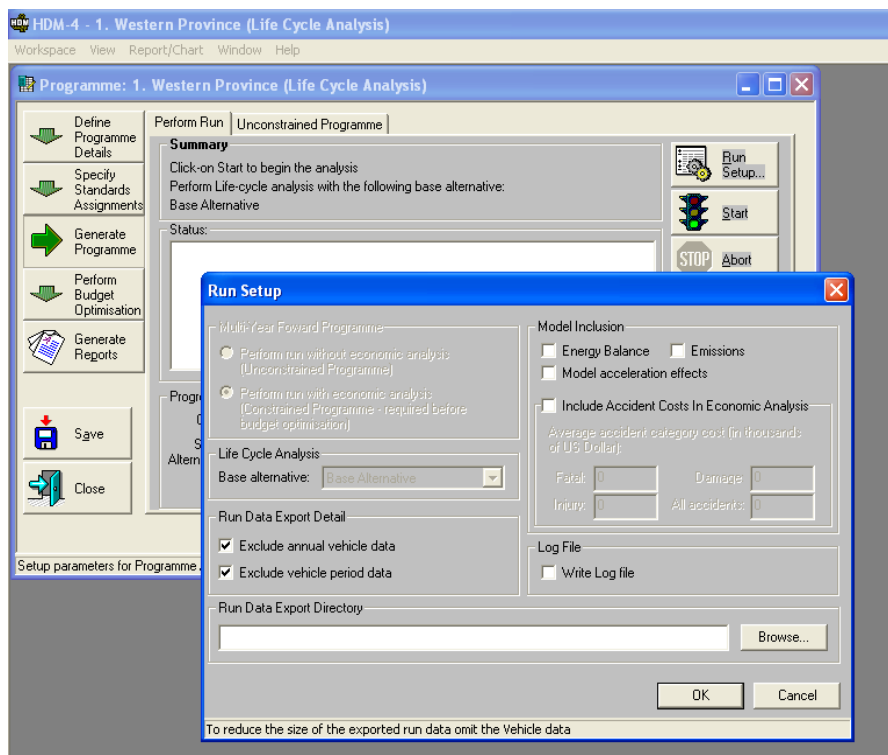 HDM-4 - 1. Western Province (Life Cycle Analysis)
Workspace View Report/Chart Window Help
Programme: 1. Western Province (Life Cycle Analysis)
Define
Programme
Details
Specify
Standards
Assignments
Generate
Programme
Perform
Budget
Optimisation
Generate
Reports
Save
Close
Perform Run
Unconstrained Programme
Summary
Click-on Start to begin the analysis
Perform Life-cycle analysis with the following base alternative:
Base Alternative
Status:
Run
Setup...
Start
STOP Abort
Progr
S
Altern
Setup parameters for Programme
Run Setup
Multi-Year Foward Programme
Perform run without economic analysis
(Unconstrained Programme)
Perform run with economic analysis
(Constrained Programme - required before
budget optimisation)
Life Cycle Analysis
Base alternative: Base Alternative
Run Data Export Detail
Exclude annual vehicle data
Exclude vehicle period data
Model Inclusion
Energy Balance Emissions
Model acceleration effects
Include Accident Costs In Economic Analysis
Average accident category cost (in thousands
of US Dollar):
Fatal: 0 Damage 0
Injury: 0 All accidents: 0
Log File
Write Log file
Run Data Export Directory
Browse...
OK Cancel
To reduce the size of the exported run data omit the Vehicle data